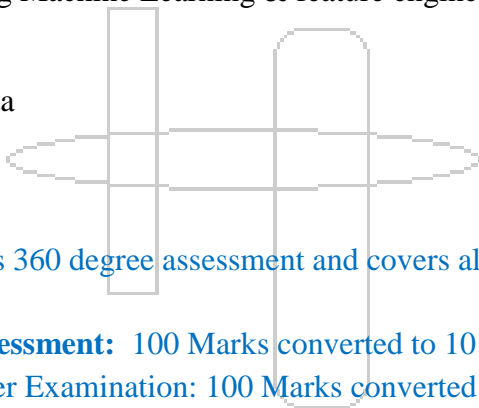 g Machine Learning & feature engine
a
s 360 degree assessment and covers al
essment: 100 Marks converted to 10
er Examination: 100 Marks converted